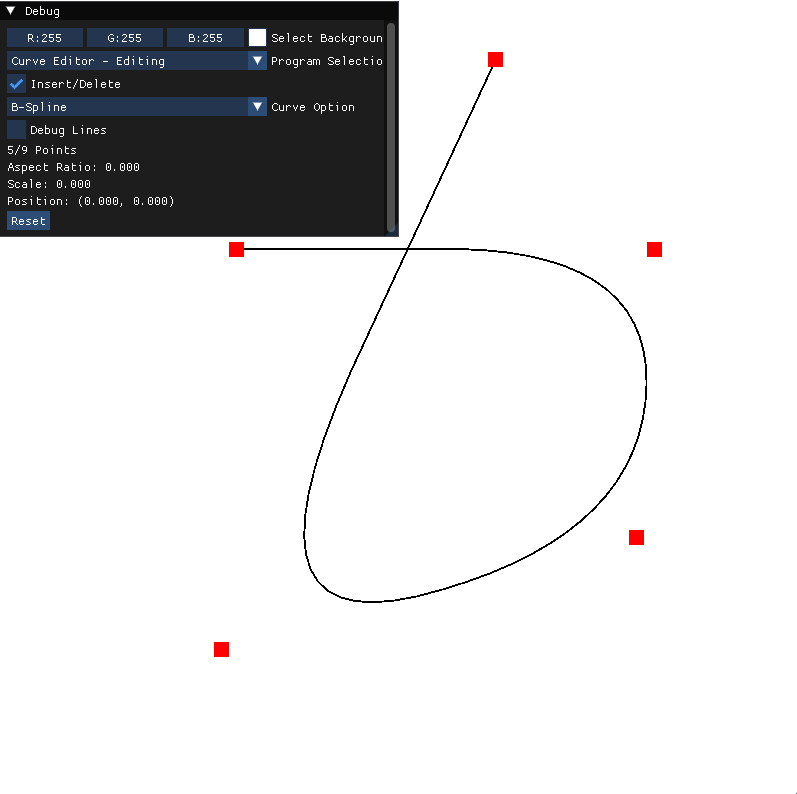 Debug
R:255 G:255 B:255 Select Backgroun
Curve Editor - Editing Program Selectio
Insert/Delete
B-Spline Curve Option
Debug Lines
5/9 Points
Aspect Ratio: 0.000
Scale: 0.000
Position: (0.000, 0.000)
Reset